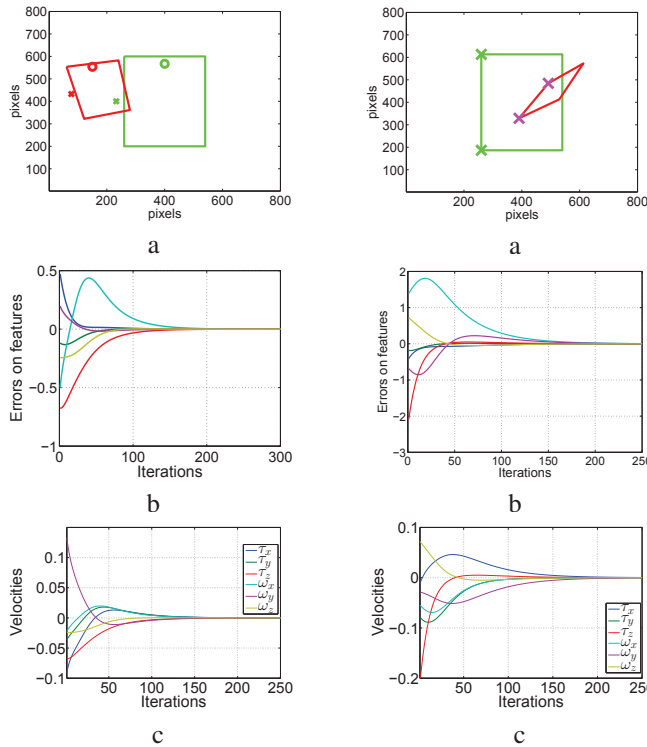 800
700
600
500
400
300
200
100
pixels
200 400 600 800
pixels
a
800
700
600
500
400
300
200
100
pixels
200 400 600 800
pixels
a
0.5
0
−0.5
−1
Errors on features
0 100 200 300
Iterations
b
2
1
0
−1
−2
−3
Errors on features
0 50 100 150 200 250
Iterations
b
0.1
0.05
0
−0.05
−0.1
Velocities
50 100 150 200 250
Iterations
τx
τy
τz
ωx
ωy
ωz
c
0.1
0
−0.1
−0.2
Velocities
50 100 150 200 250
Iterations
τx
τy
τz
ωx
ωy
ωz
c